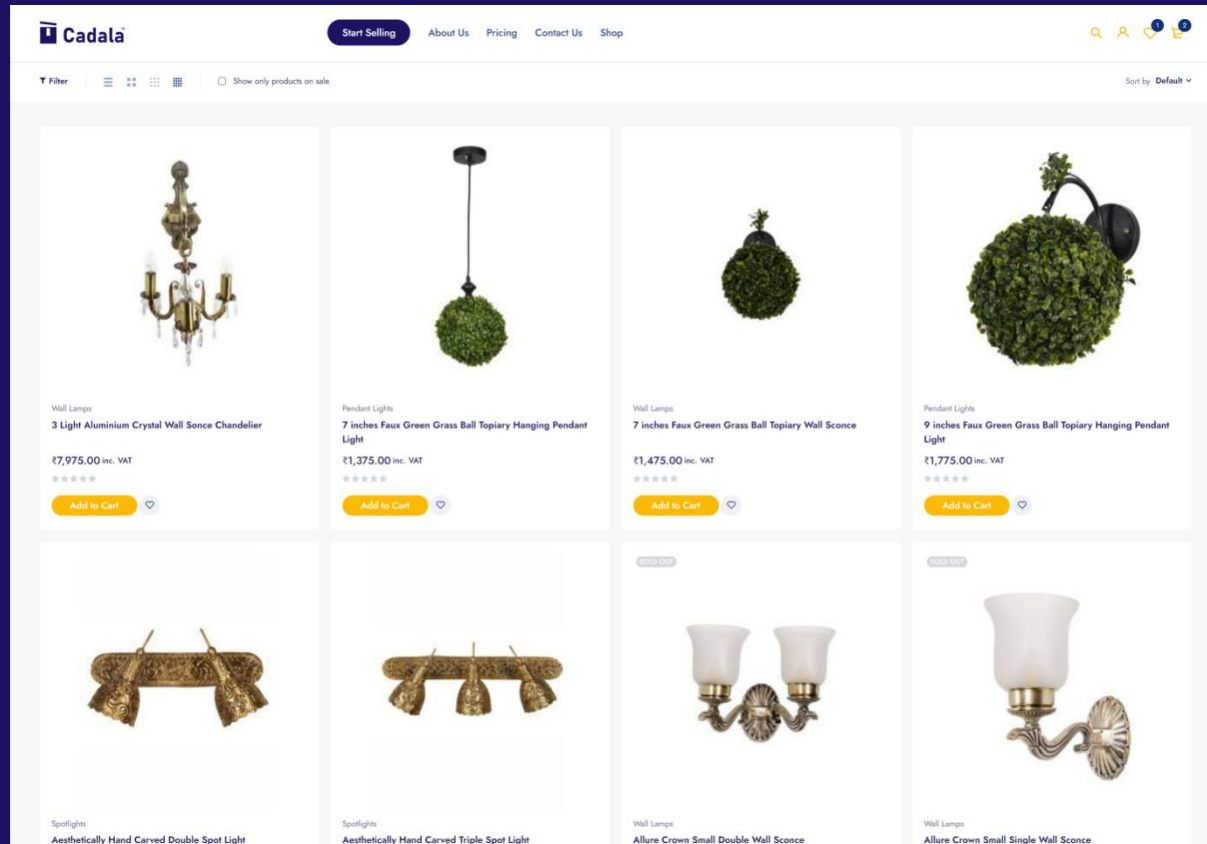 Cadala
Start Selling
About Us
Pricing
Contact Us
Shop
1
2
Filter
Show only products on sale
Sort by Default
Wall Lamps
3 Light Aluminium Crystal Wall Sonce Chandelier
₹7,975.00 inc. VAT
Add to Cart
Pendant Lights
7 inches Faux Green Grass Ball Topiary Hanging Pendant
Light
₹1,375.00 inc. VAT
Add to Cart
Wall Lamps
7 inches Faux Green Grass Ball Topiary Wall Sconce
₹1,475.00 inc. VAT
Add to Cart
Pendant Lights
9 inches Faux Green Grass Ball Topiary Hanging Pendant
Light
₹1,775.00 inc. VAT
Add to Cart
Spotlights
Aesthetically Hand Carved Double Spot Light
Spotlights
Aesthetically Hand Carved Triple Spot Light
SOLD OUT
Wall Lamps
Allure Crown Small Double Wall Sconce
SOLD OUT
Wall Lamps
Allure Crown Small Single Wall Sconce